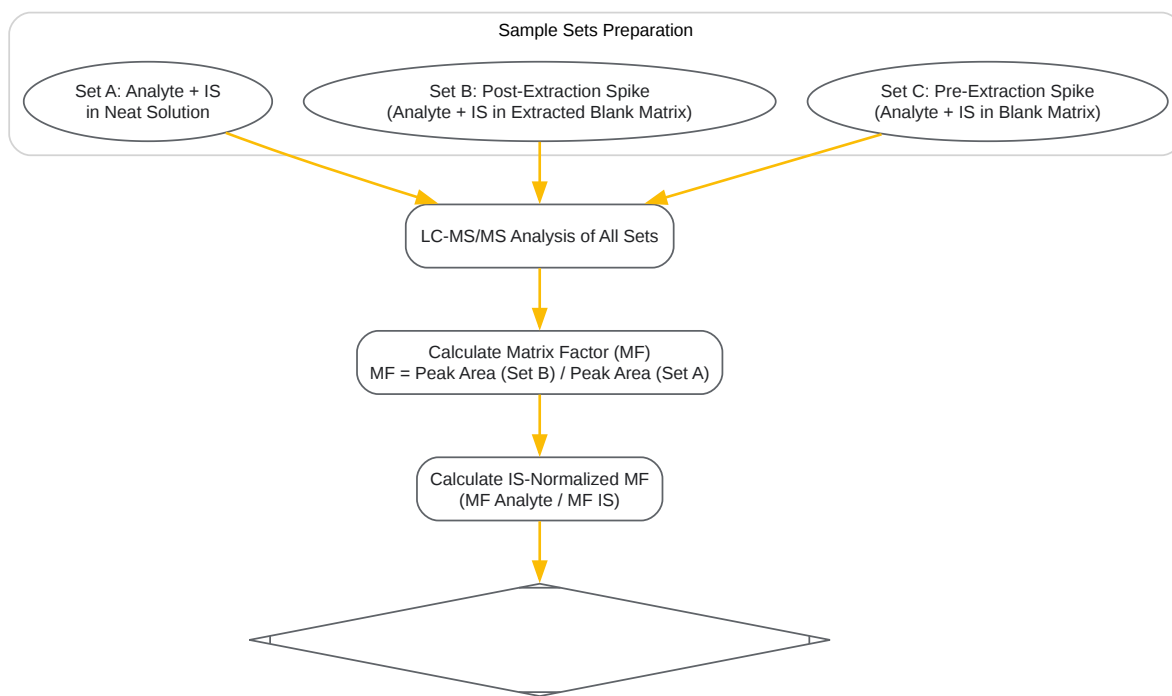 Sample Sets Preparation
Set A: Analyte + IS
in Neat Solution
Set B: Post-Extraction Spike
(Analyte + IS in Extracted Blank Matrix)
Set C: Pre-Extraction Spike
(Analyte + IS in Blank Matrix)
LC-MS/MS Analysis of All Sets
Calculate Matrix Factor (MF)
MF = Peak Area (Set B) / Peak Area (Set A)
Calculate IS-Normalized MF
(MF Analyte / MF IS)